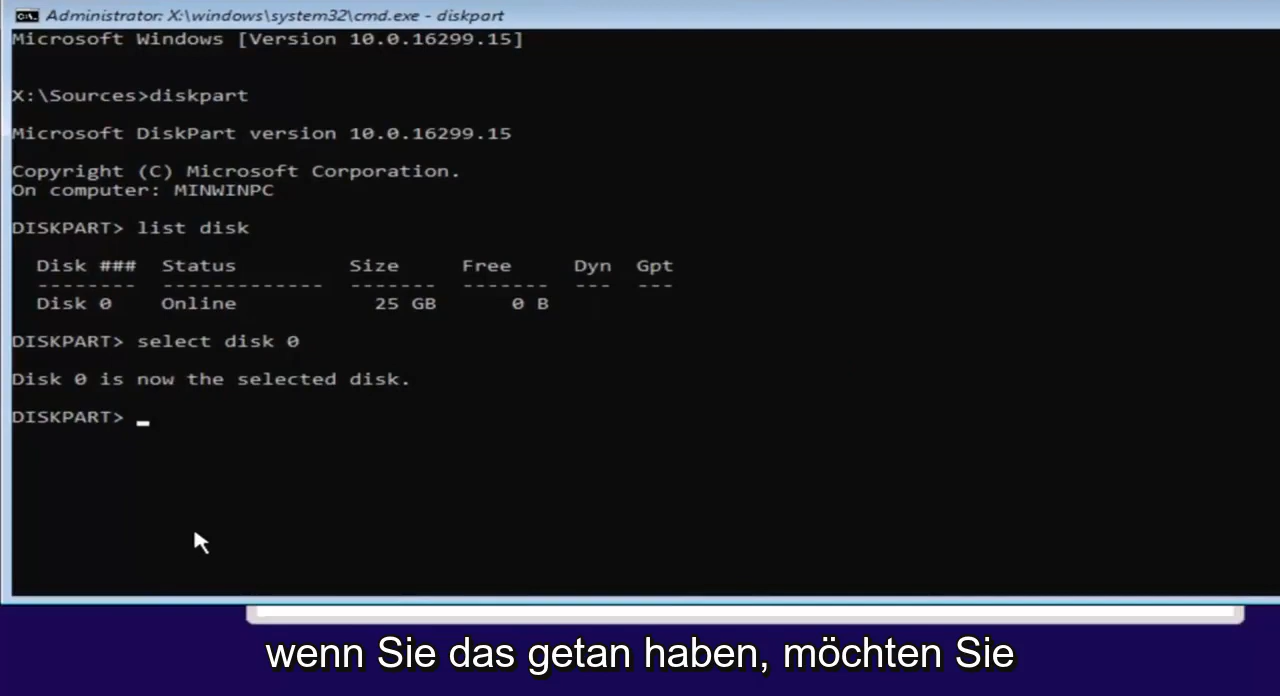 Administrator: X:\windows\system32\cmd.exe - diskpart
Microsoft Windows [Version 10.0.16299.15]
X:\Sources>diskpart
Microsoft DiskPart version 10.0.16299.15
Copyright (C) Microsoft Corporation.
On computer: MINWINPC
DISKPART> list disk
Disk ### Status Size Free Dyn Gpt
-------- ------------- ------- ------- --- ---
Disk 0 Online 25 GB 0 B
DISKPART> select disk 0
Disk 0 is now the selected disk.
DISKPART> _
wenn Sie das getan haben, möchten Sie